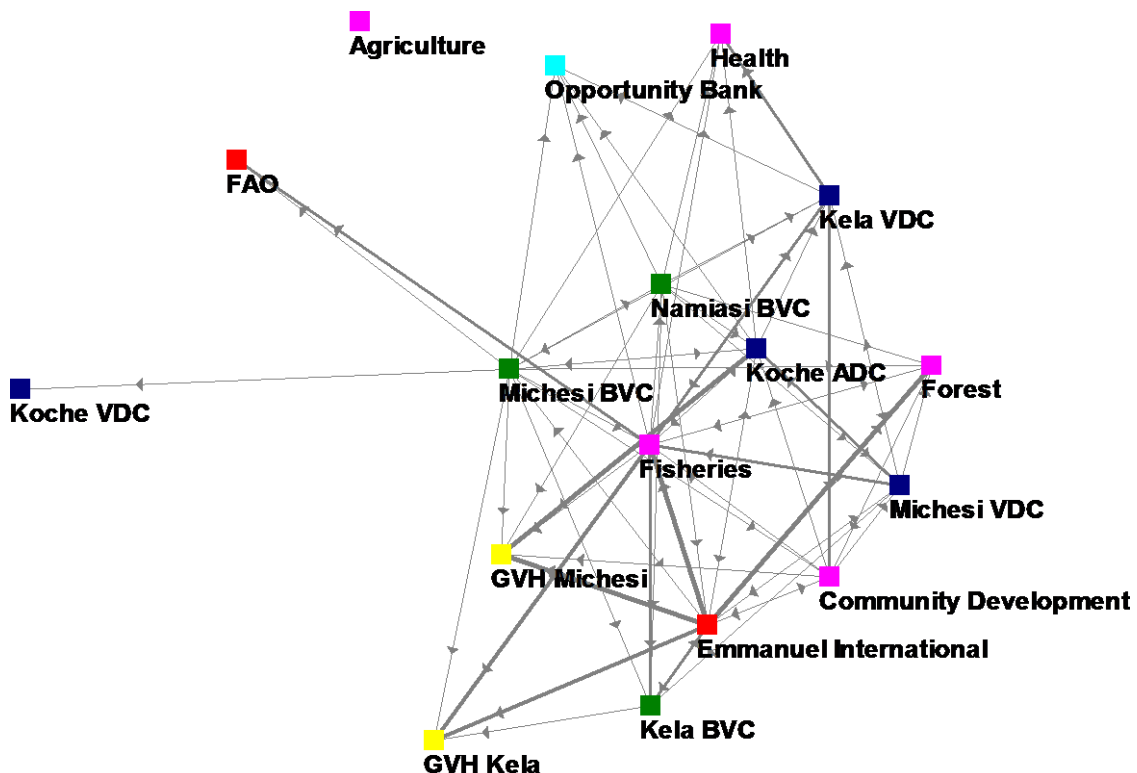 Agriculture
Health
Opportunity Bank
FAO
Kela VDC
Namiasi BVC
Koche ADC
Michesi BVC
Forest
Koche VDC
Fisheries
Michesi VDC
GVH Michesi
Community Development
Emmanuel International
Kela BVC
GVH Kela